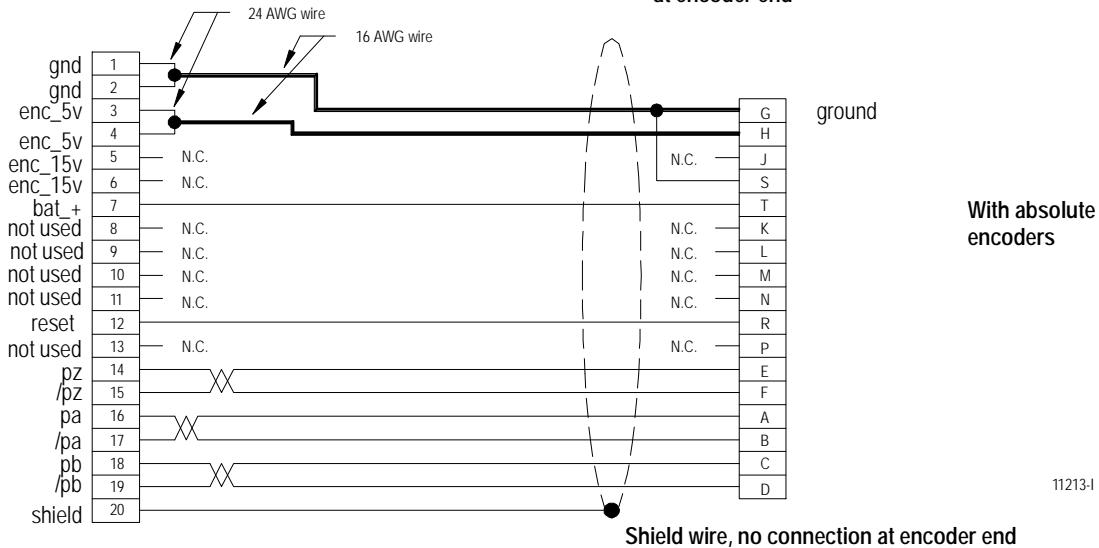 at encoder end
24 AWG wire
16 AWG wire
gnd 1
gnd 2
enc_5v 3 G ground
enc_5v 4 H
enc_15v 5 N.C. N.C. J
enc_15v 6 N.C. S
bat_+ 7 T
not used 8 N.C. N.C. K
not used 9 N.C. N.C. L
not used 10 N.C. N.C. M
not used 11 N.C. N.C. N
reset 12 R
not used 13 N.C. N.C. P
pz 14 E
/pz 15 F
pa 16 A
/pa 17 B
pb 18 C
/pb 19 D
shield 20
With absolute
encoders
11213-I
Shield wire, no connection at encoder end